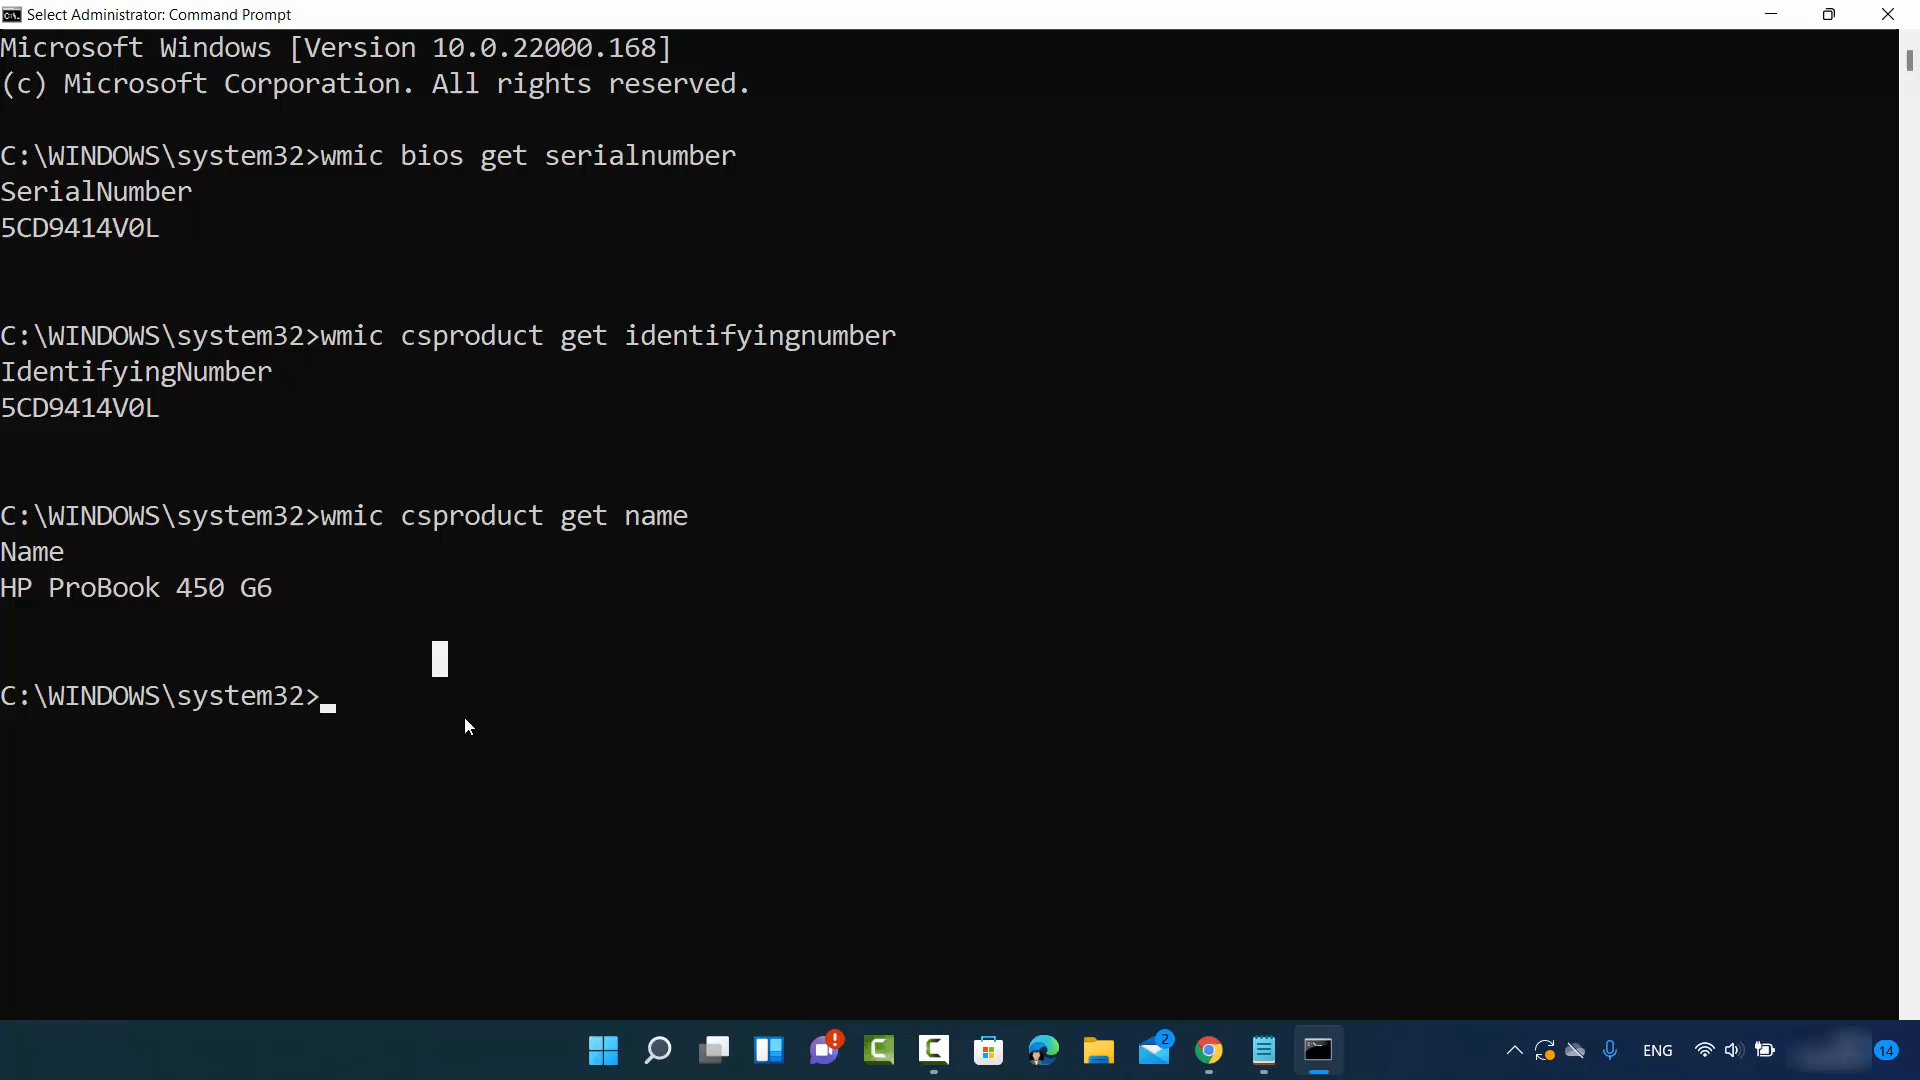 Select Administrator: Command Prompt
Microsoft Windows [Version 10.0.22000.168]
(c) Microsoft Corporation. All rights reserved.
C:\WINDOWS\system32>wmic bios get serialnumber
SerialNumber
5CD9414V0L
C:\WINDOWS\system32>wmic csproduct get identifyingnumber
IdentifyingNumber
5CD9414V0L
C:\WINDOWS\system32>wmic csproduct get name
Name
HP ProBook 450 G6
C:\WINDOWS\system32>
2
ENG
14